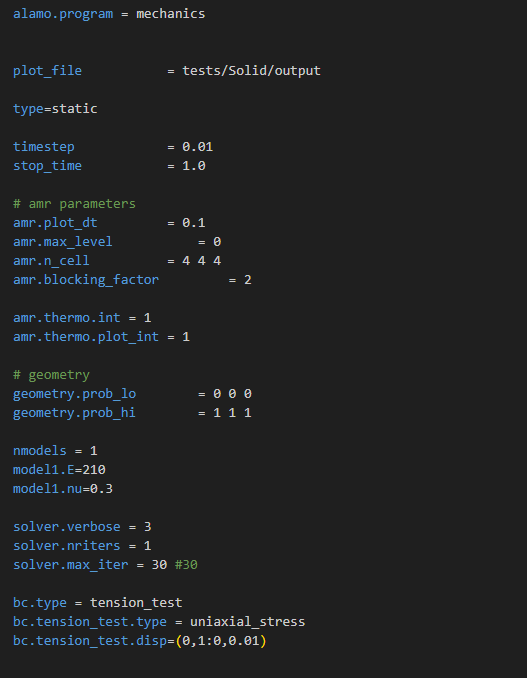 alamo.program = mechanics
plot_file = tests/Solid/output
type=static
timestep = 0.01
stop_time = 1.0
# amr parameters
amr.plot_dt = 0.1
amr.max_level = 0
amr.n_cell = 4 4 4
amr.blocking_factor = 2
amr.thermo.int = 1
amr.thermo.plot_int = 1
# geometry
geometry.prob_lo = 0 0 0
geometry.prob_hi = 1 1 1
nmodels = 1
model1.E=210
model1.nu=0.3
solver.verbose = 3
solver.nriters = 1
solver.max_iter = 30 #30
bc.type = tension_test
bc.tension_test.type = uniaxial_stress
bc.tension_test.disp=(0,1:0,0.01)